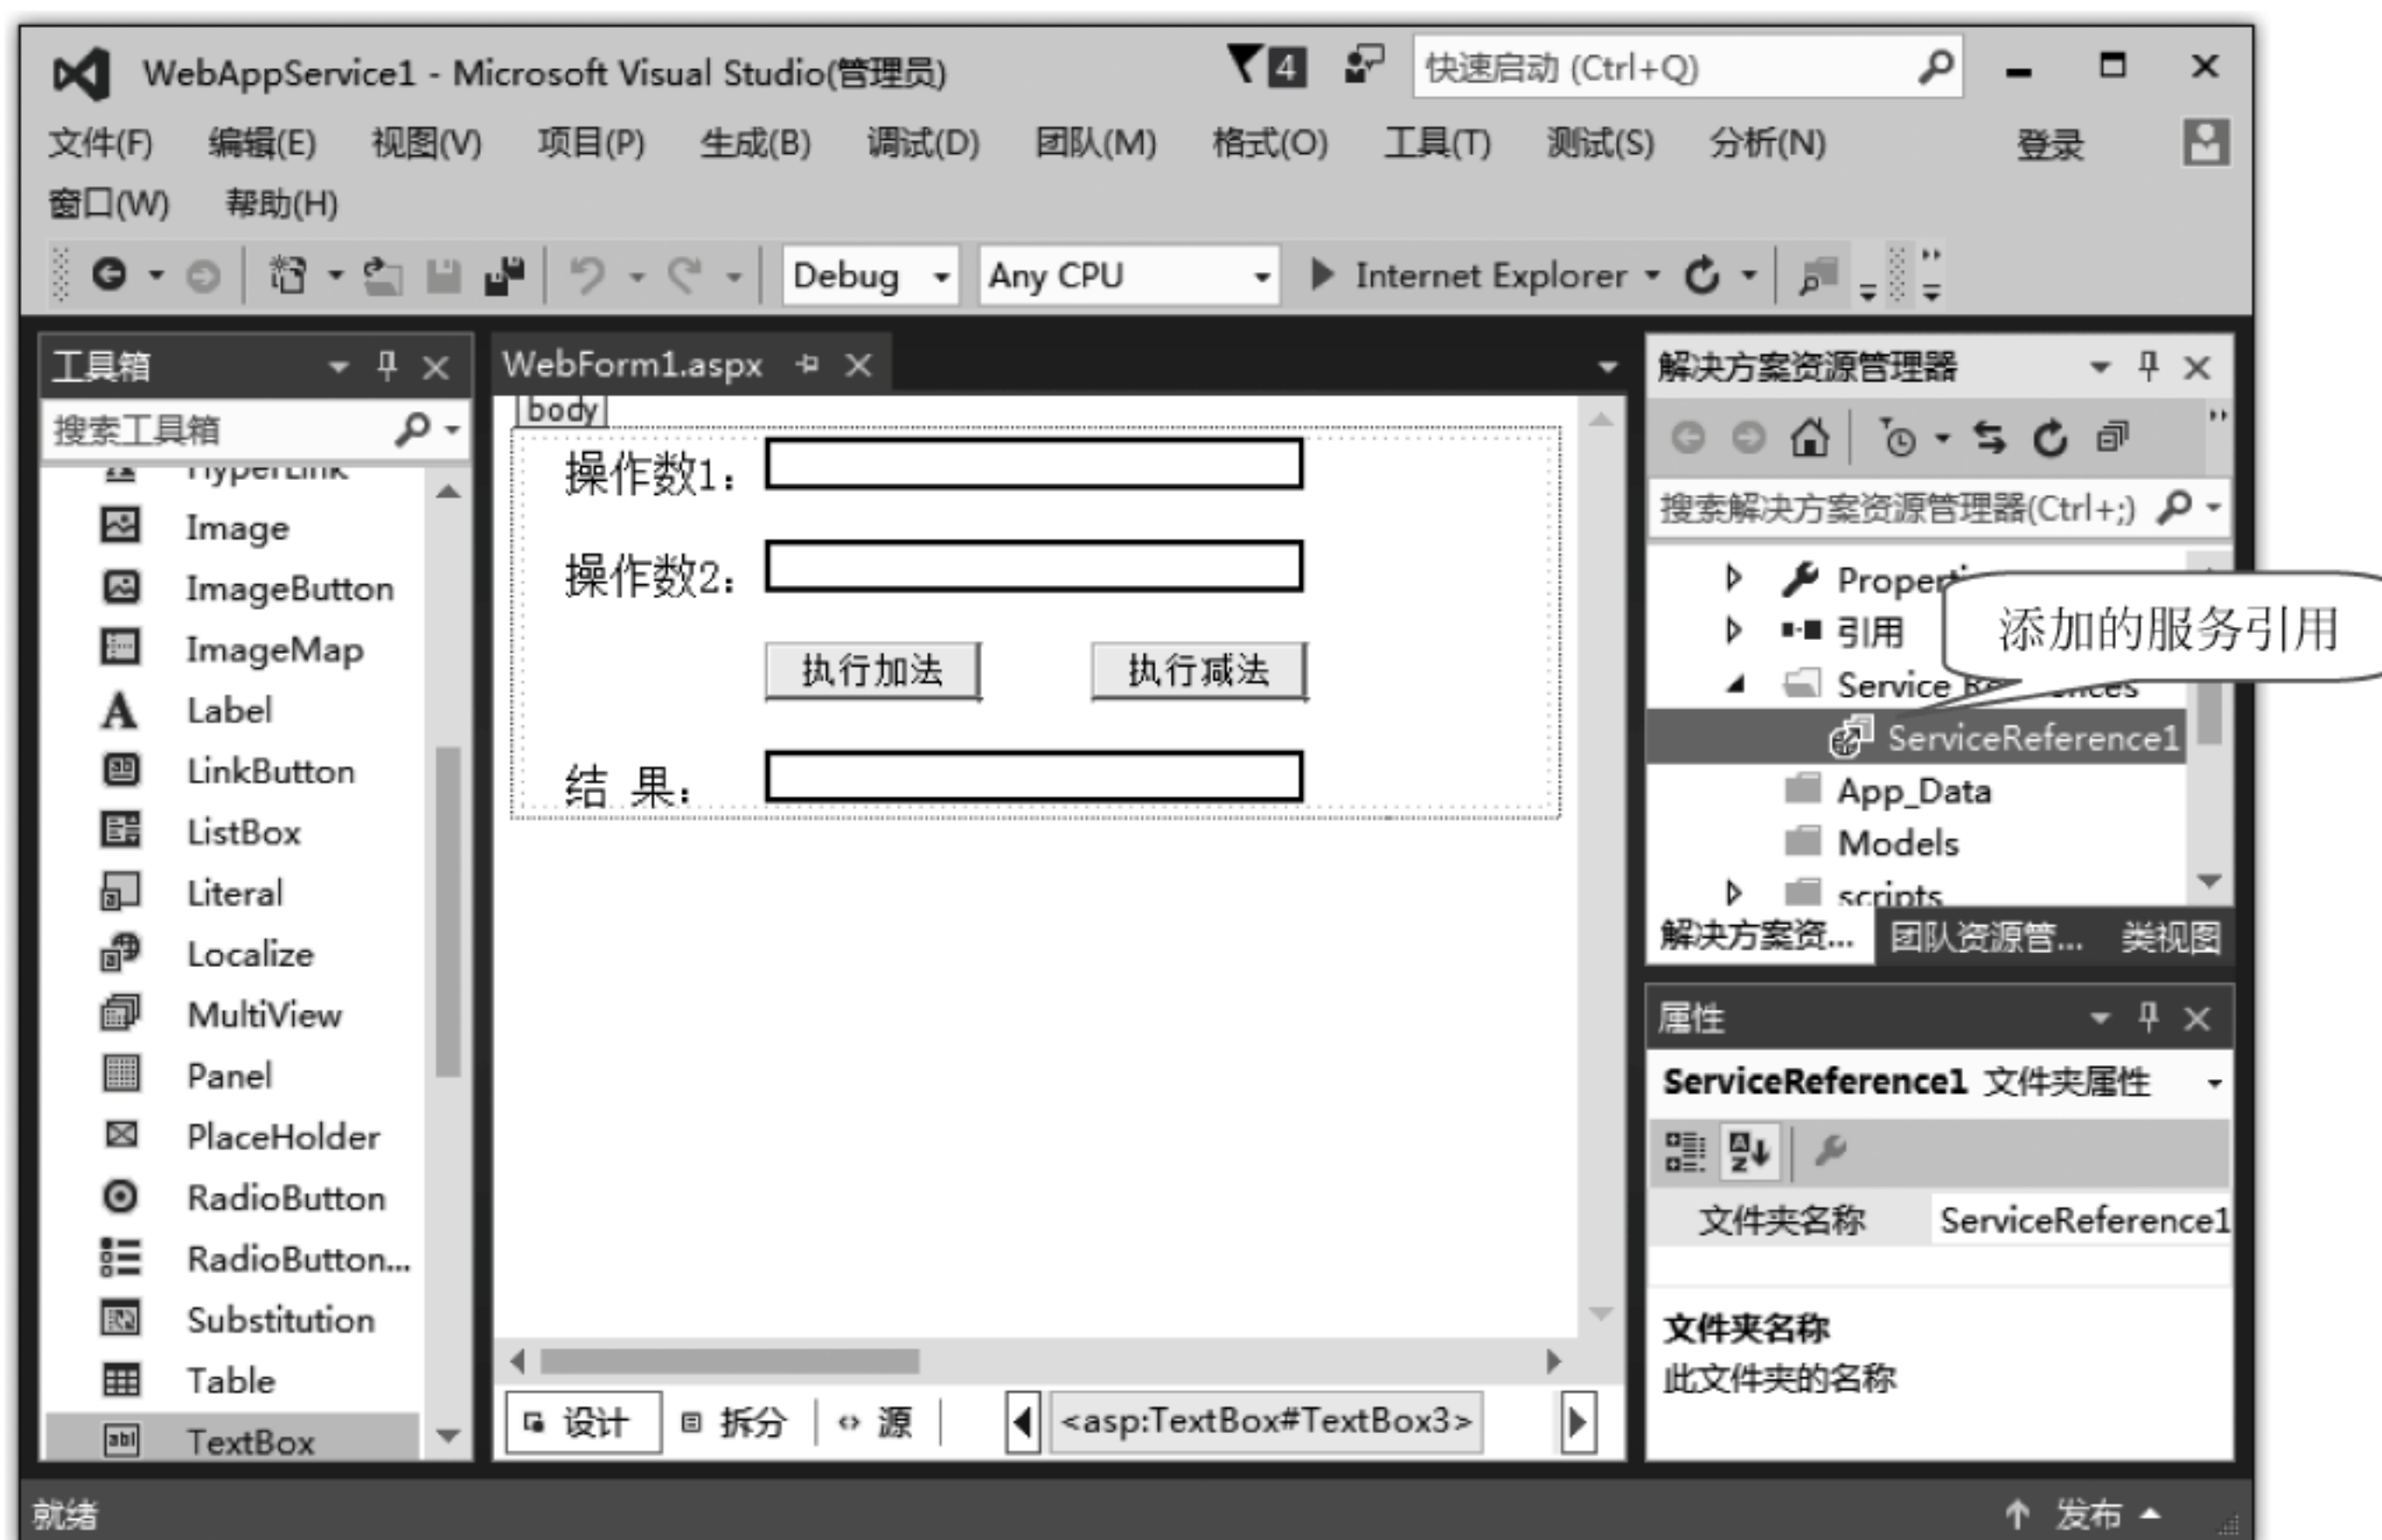 WebAppService1 - Microsoft Visual Studio(管理员)
4
快速启动 (Ctrl+Q)
文件(F) 编辑(E) 视图(V) 项目(P) 生成(B) 调试(D) 团队(M) 格式(O) 工具(T) 测试(S) 分析(N) 登录
窗口(W) 帮助(H)
Debug Any CPU Internet Explorer
工具箱
搜索工具箱
HyperLink
Image
ImageButton
ImageMap
Label
LinkButton
ListBox
Literal
Localize
MultiView
Panel
PlaceHolder
RadioButton
RadioButton...
Substitution
Table
TextBox
WebForm1.aspx
body
操作数1：
操作数2：
执行加法 执行减法
结 果：
设计 拆分 源 <asp:TextBox#TextBox3>
解决方案资源管理器
搜索解决方案资源管理器(Ctrl+;)
引用
添加的服务引用
Service
ServiceReference1
App_Data
Models
scripts
解决方案资... 团队资源管... 类视图
属性
ServiceReference1 文件夹属性
文件夹名称 ServiceReference1
文件夹名称
此文件夹的名称
就绪 发布